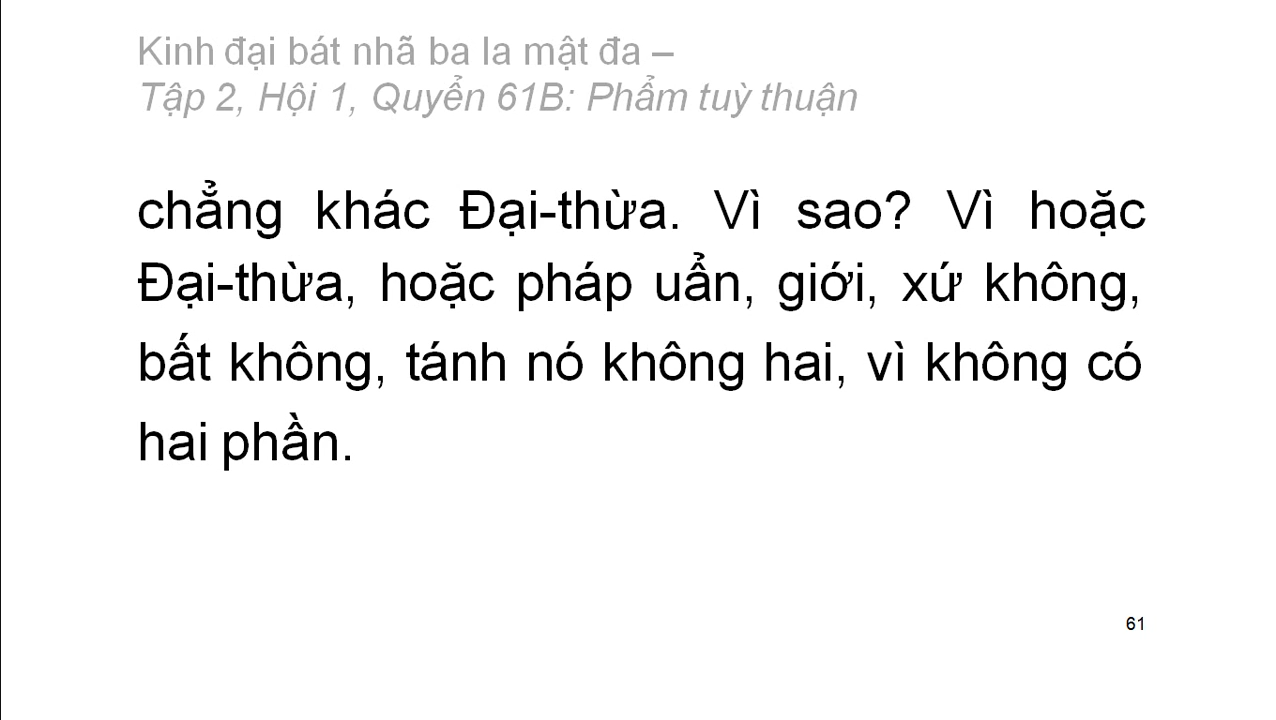 Kinh đại bát nhã ba la mật đa –
Tập 2, Hội 1, Quyển 61B: Phẩm tuỳ thuận
chẳng khác Đại-thừa. Vì sao? Vì hoặc
Đại-thừa, hoặc pháp uẩn, giới, xứ không,
bất không, tánh nó không hai, vì không có
hai phần.
61